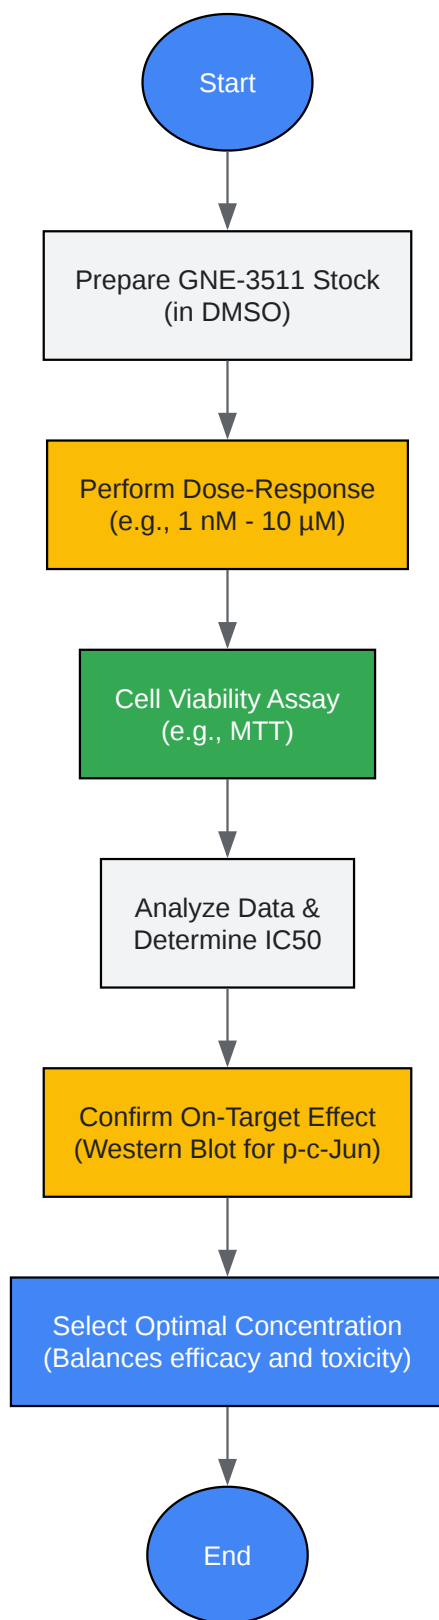 Start
Prepare GNE-3511 Stock
(in DMSO)
Perform Dose-Response
(e.g., 1 nM - 10 µM)
Cell Viability Assay
(e.g., MTT)
Analyze Data &
Determine IC50
Confirm On-Target Effect
(Western Blot for p-c-Jun)
Select Optimal Concentration
(Balances efficacy and toxicity)
End